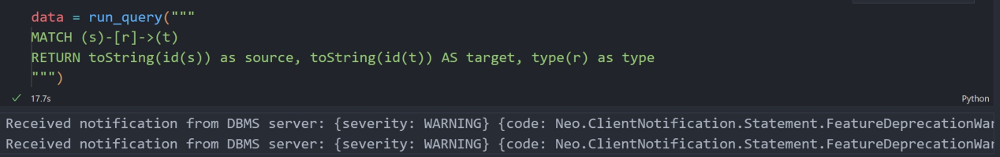 data = run_query("""
MATCH (s)-[r]->(t)
RETURN toString(id(s)) as source, toString(id(t)) AS target, type(r) as type
""")
17.7s
Python
Received notification from DBMS server: {severity: WARNING} {code: Neo.ClientNotification.Statement.FeatureDeprecationWar
Received notification from DBMS server: {severity: WARNING} {code: Neo.ClientNotification.Statement.FeatureDeprecationWar